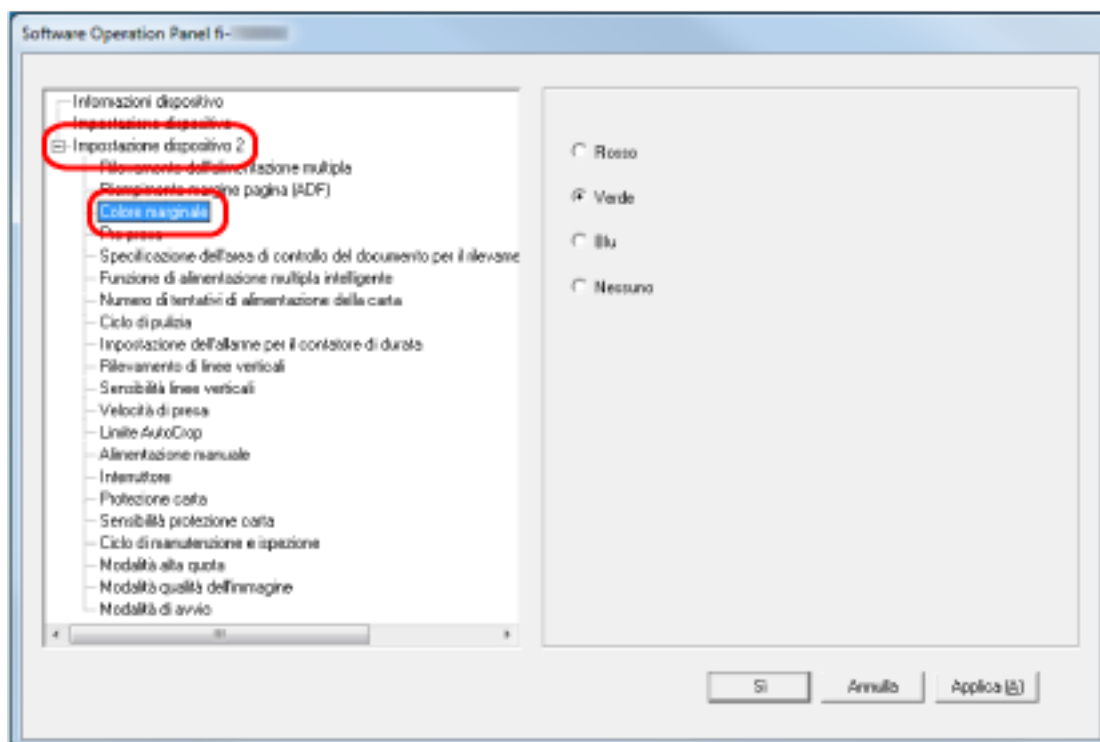 Software Operation Panel fi-
Informazioni dispositivo
Impostazione dispositivo
Impostazione dispositivo 2
Rilevamento dell'alimentazione multipla
Riempimento margine pagina (ADF)
Colore marginale
Pre-presa
Specificazione dell'area di controllo del documento per il rilevame
Funzione di alimentazione multipla intelligente
Numero di tentativi di alimentazione della carta
Ciclo di pulizia
Impostazione dell'allarme per il contatore di durata
Rilevamento di linee verticali
Sensibilità linee verticali
Velocità di presa
Limite AutoCrop
Alimentazione manuale
Interruttore
Protezione carta
Sensibilità protezione carta
Ciclo di manutenzione e ispezione
Modalità alta quota
Modalità qualità dell'immagine
Modalità di avvio
Rosso
Verde
Blu
Nessuno
Sì
Annulla
Applica (A)